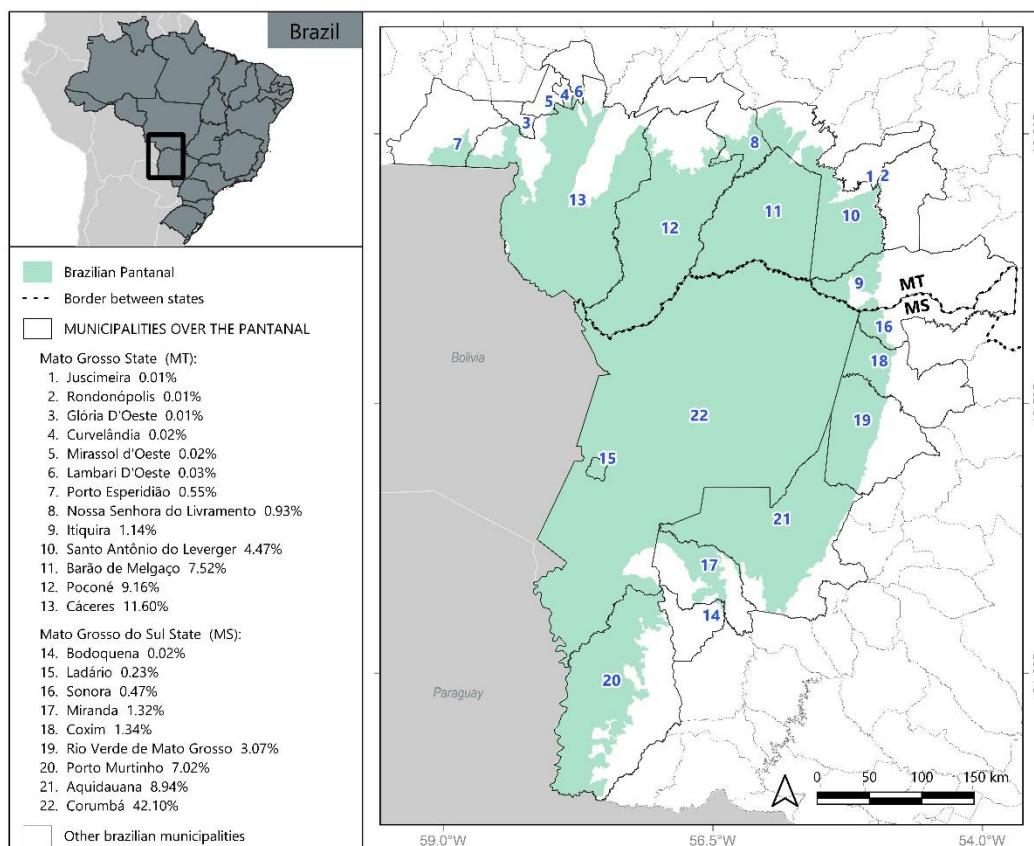 Brazil
Brazilian Pantanal
Border between states
MUNICIPALITIES OVER THE PANTANAL
Mato Grosso State (MT):
1. Juscimeira 0.01%
2. Rondonópolis 0.01%
3. Glória D'Oeste 0.01%
4. Curvelândia 0.02%
5. Mirassol d'Oeste 0.02%
6. Lambari D'Oeste 0.03%
7. Porto Esperidião 0.55%
8. Nossa Senhora do Livramento 0.93%
9. Itiquira 1.14%
10. Santo Antônio do Leverger 4.47%
11. Barão de Melgaço 7.52%
12. Poconé 9.16%
13. Cáceres 11.60%
Mato Grosso do Sul State (MS):
14. Bodoquena 0.02%
15. Ladário 0.23%
16. Sonora 0.47%
17. Miranda 1.32%
18. Coxim 1.34%
19. Rio Verde de Mato Grosso 3.07%
20. Porto Murtinho 7.02%
21. Aquidauana 8.94%
22. Corumbá 42.10%
Other brazilian municipalities
5 4 6
3
7
8
1 2
13
12
11
10
9
MT
MS
16
Bolivia
18
22
19
15
21
17
14
20
Paraguay
0 50 100 150 km
59.0°W 56.5°W 54.0°W